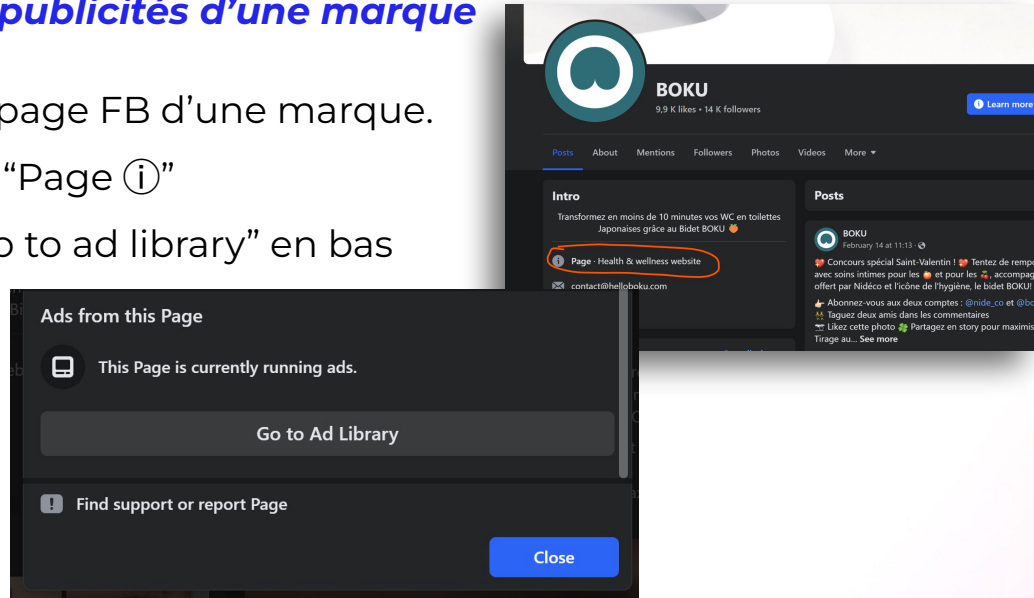 publicités d’une marque
page FB d’une marque.
“Page ⓘ”
to ad library” en bas
BOKU
9,9 K likes • 14 K followers
Learn more
Posts About Mentions Followers Photos Videos More
Intro
Transformez en moins de 10 minutes vos WC en toilettes
Japonaises grâce au Bidet BOKU 🍑
Page · Health & wellness website
contact@helloboku.com
Posts
BOKU
February 14 at 11:13 ·
💝 Concours spécial Saint-Valentin ! 💝 Tentez de
avec soins intimes pour les 🍑 et pour les 🍒,
offert par Nidéco et l’icône de l’hygiène, le bidet BOKU!
👉 Abonnez-vous aux deux comptes : @nide_co et
👯 Taguez deux amis dans les commentaires
📷 Likez cette photo 🍀 Partagez en story pour
Tirage au... See more
Ads from this Page
This Page is currently running ads.
Go to Ad Library
Find support or report Page
Close